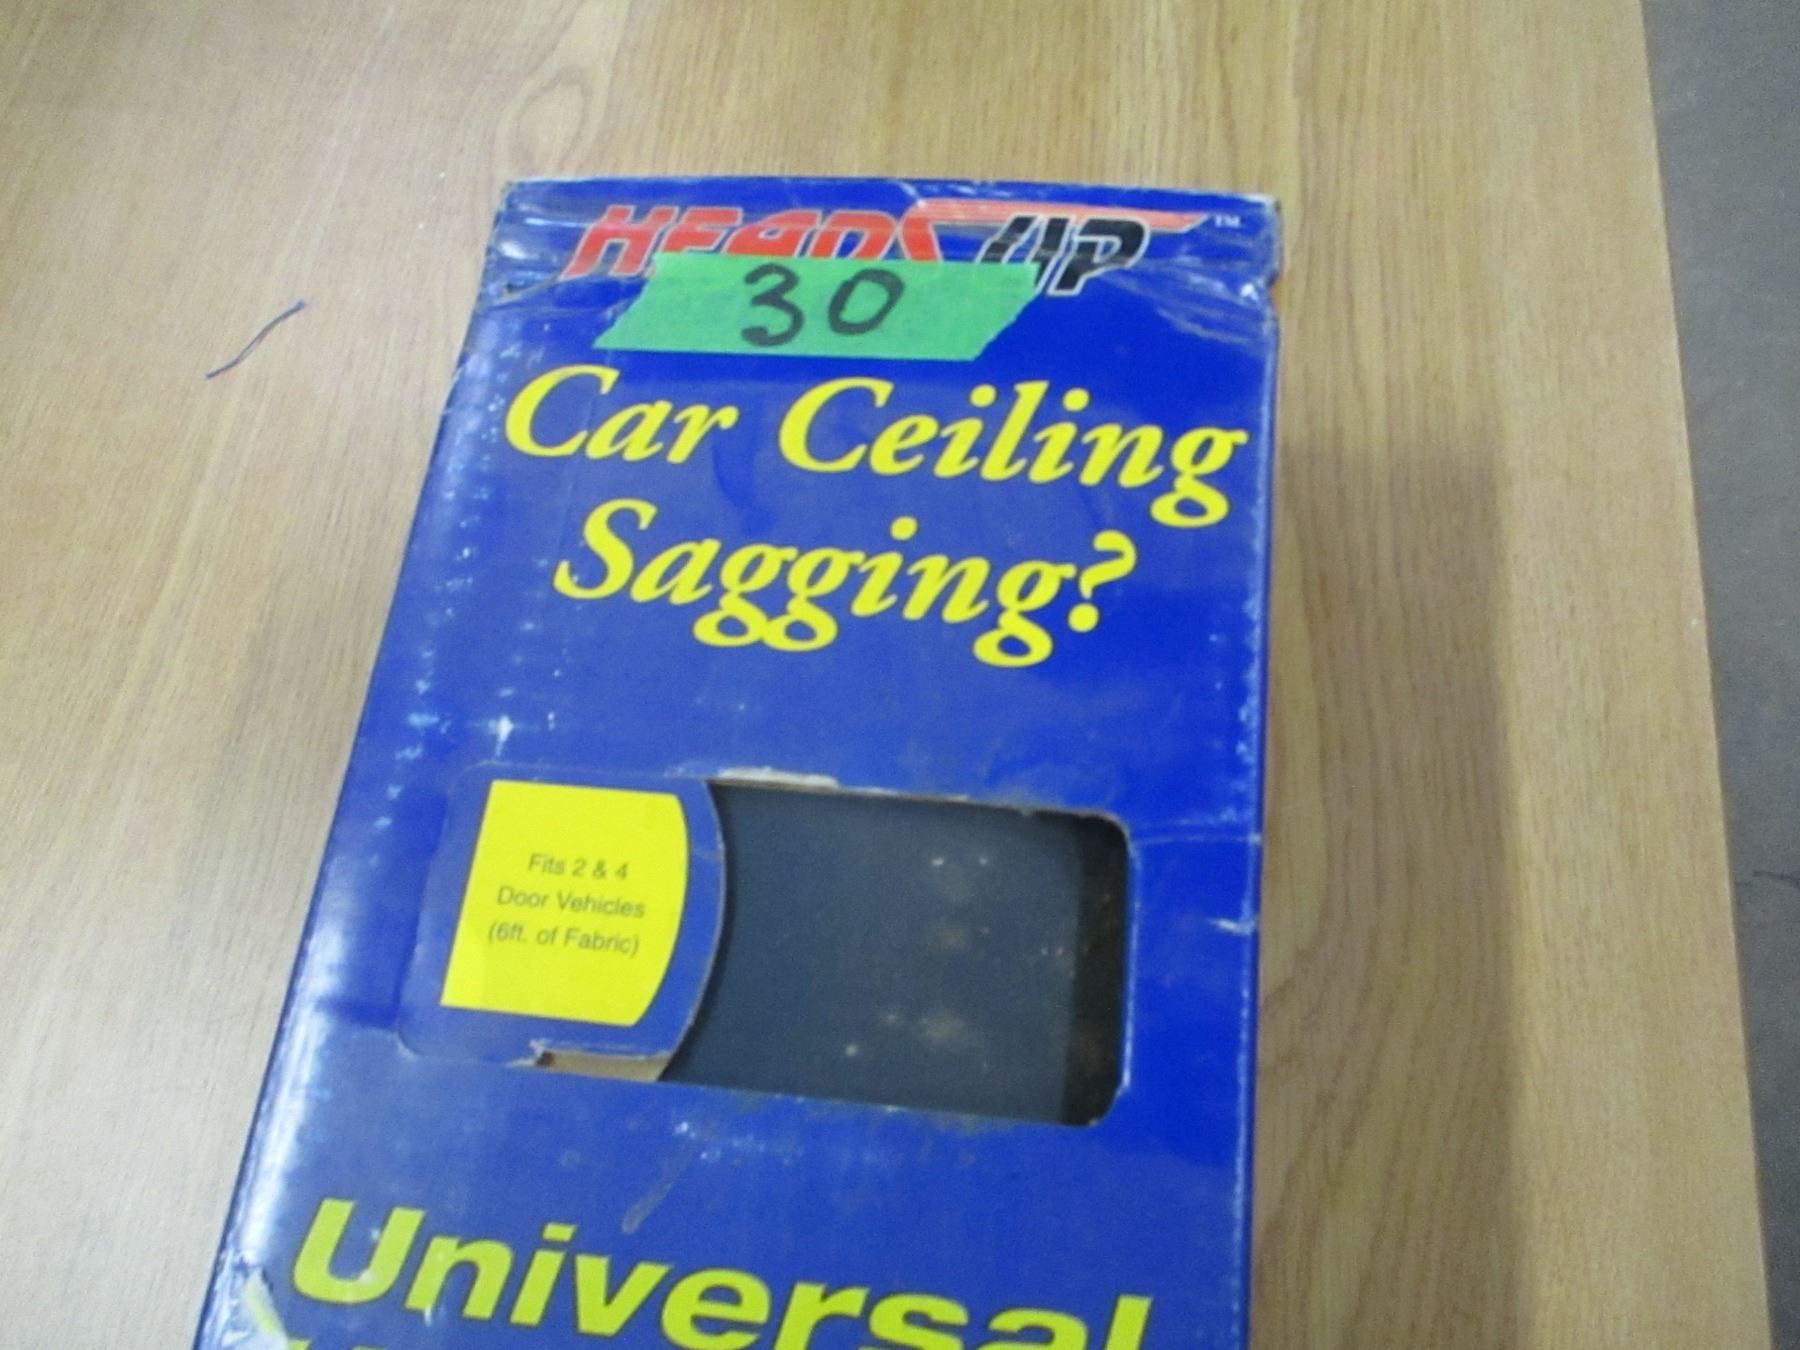 HEADS UP ™
30
Car Ceiling
Sagging?
Fits 2 & 4
Door Vehicles
(6ft. of Fabric)
Universal